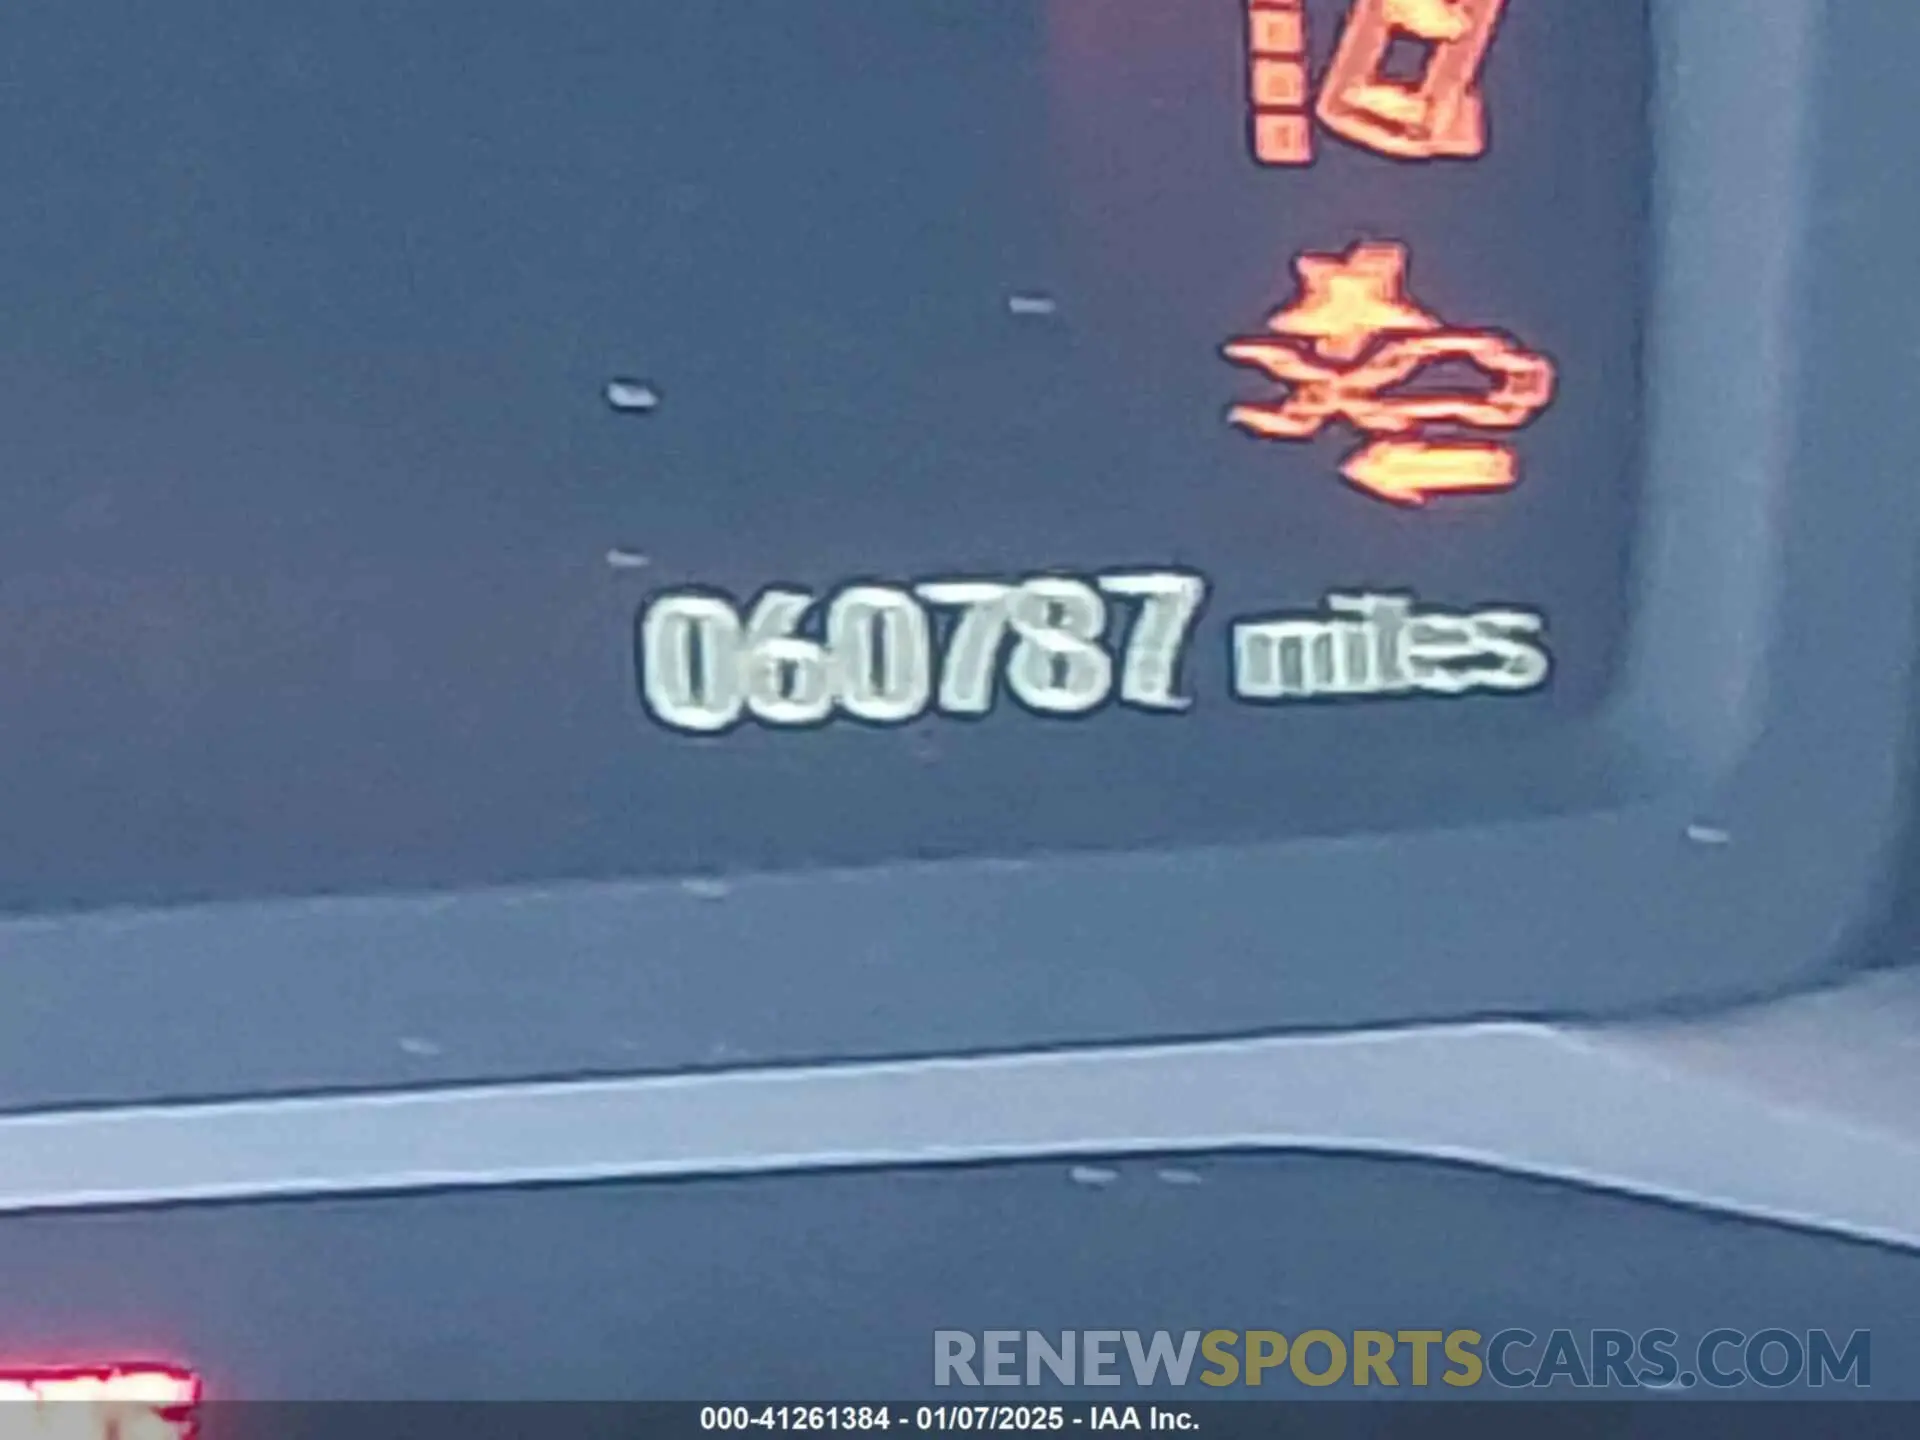 060787 miles
RENEWSPORTSCARS.COM
000-41261384 - 01/07/2025 - IAA Inc.